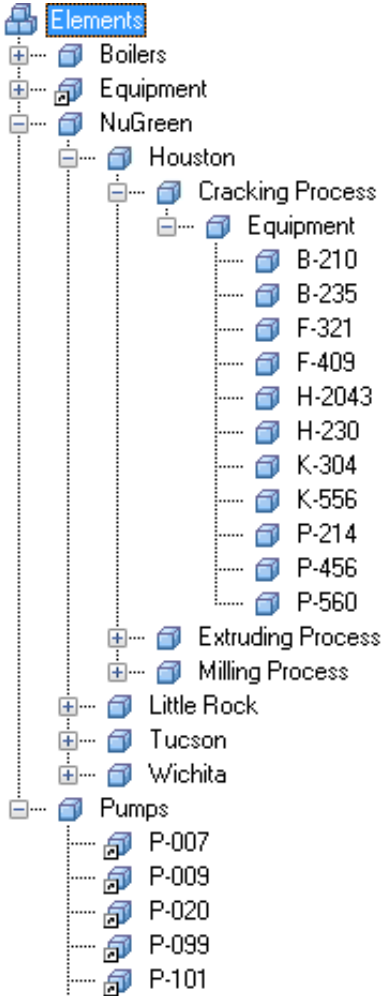 Elements
Boilers
Equipment
NuGreen
Houston
Cracking Process
Equipment
B-210
B-235
F-321
F-409
H-2043
H-230
K-304
K-556
P-214
P-456
P-560
Extruding Process
Milling Process
Little Rock
Tucson
Wichita
Pumps
P-007
P-009
P-020
P-099
P-101